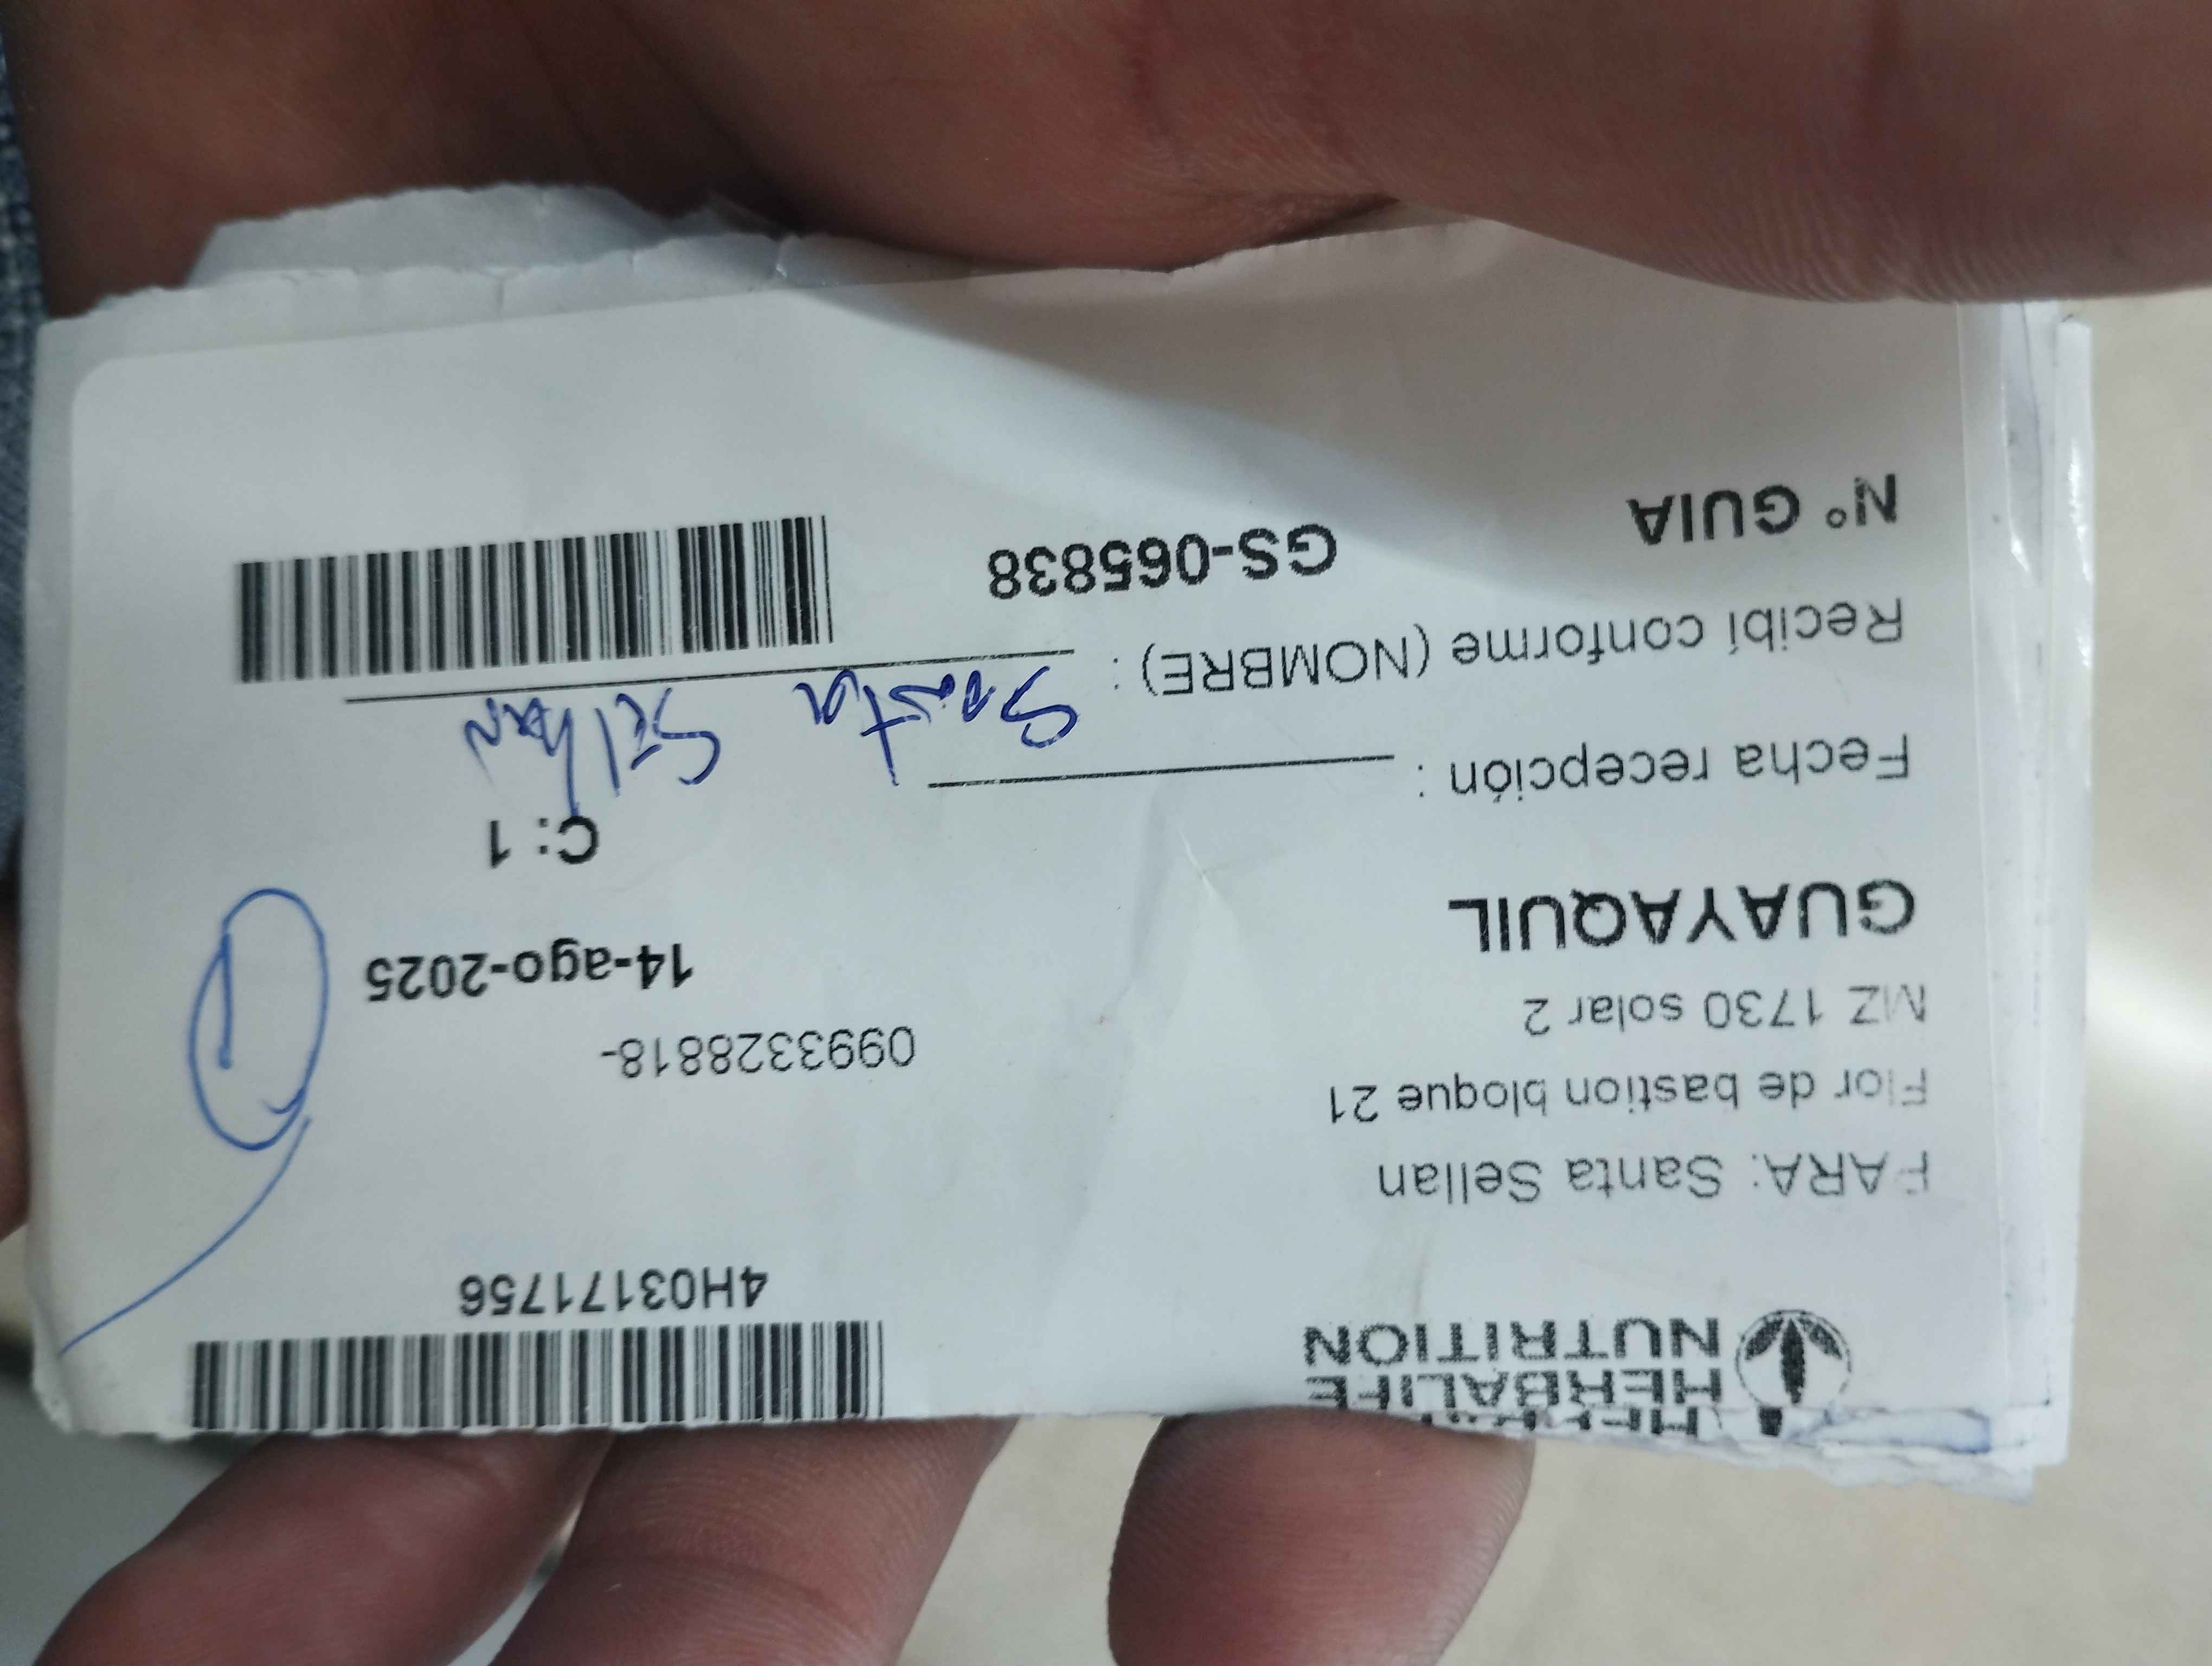 HERBALIFE
NUTRITION
4H03171756
PARA: Santa Sellan
Flor de bastion bloque 21
MZ 1730 solar 2
0993328818-
GUAYAQUIL
14-ago-2025
1
C: 1
Fecha recepción :
Recibí conforme (NOMBRE) : Santa Sellan
N° GUIA
GS-065838